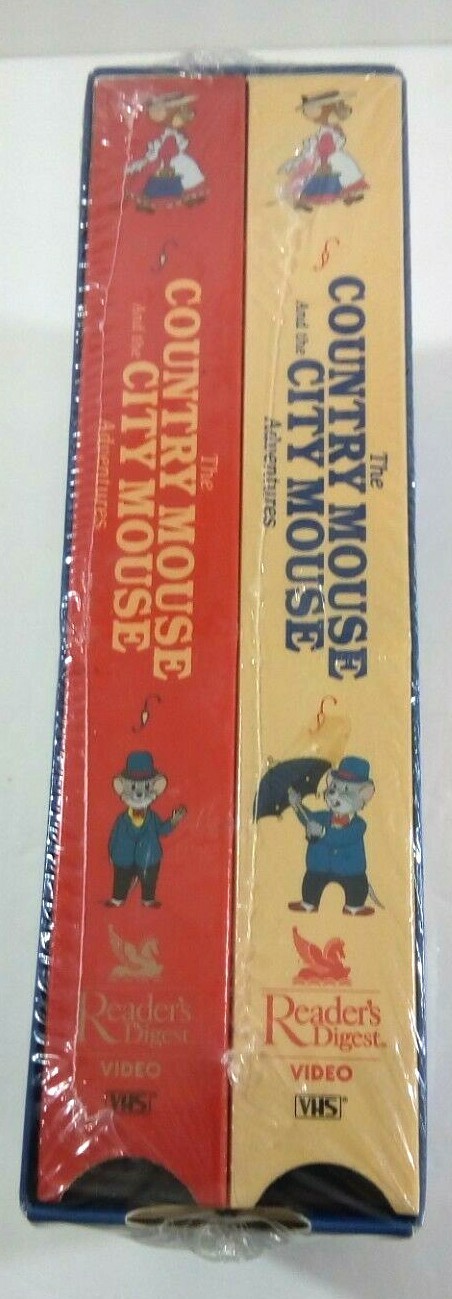 The
COUNTRY MOUSE
And the CITY MOUSE
Adventures
Reader's
Digest
VIDEO
VHS
The
COUNTRY MOUSE
And the CITY MOUSE
Adventures
Reader's
Digest
VIDEO
VHS